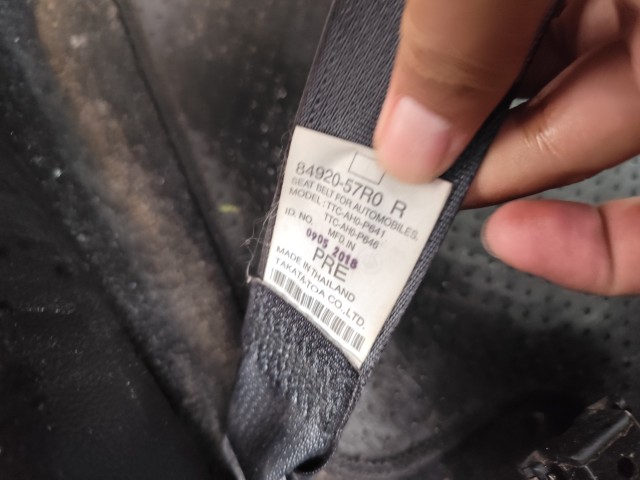 84920-57R0 R
SEAT BELT FOR AUTOMOBILES.
MODEL: TTC-AH0-P641
TTC-AH0-P646
ID. NO.
MFD.IN
0905 2018
PRE
MADE IN THAILAND
TAKATA-TOA CO., LTD.